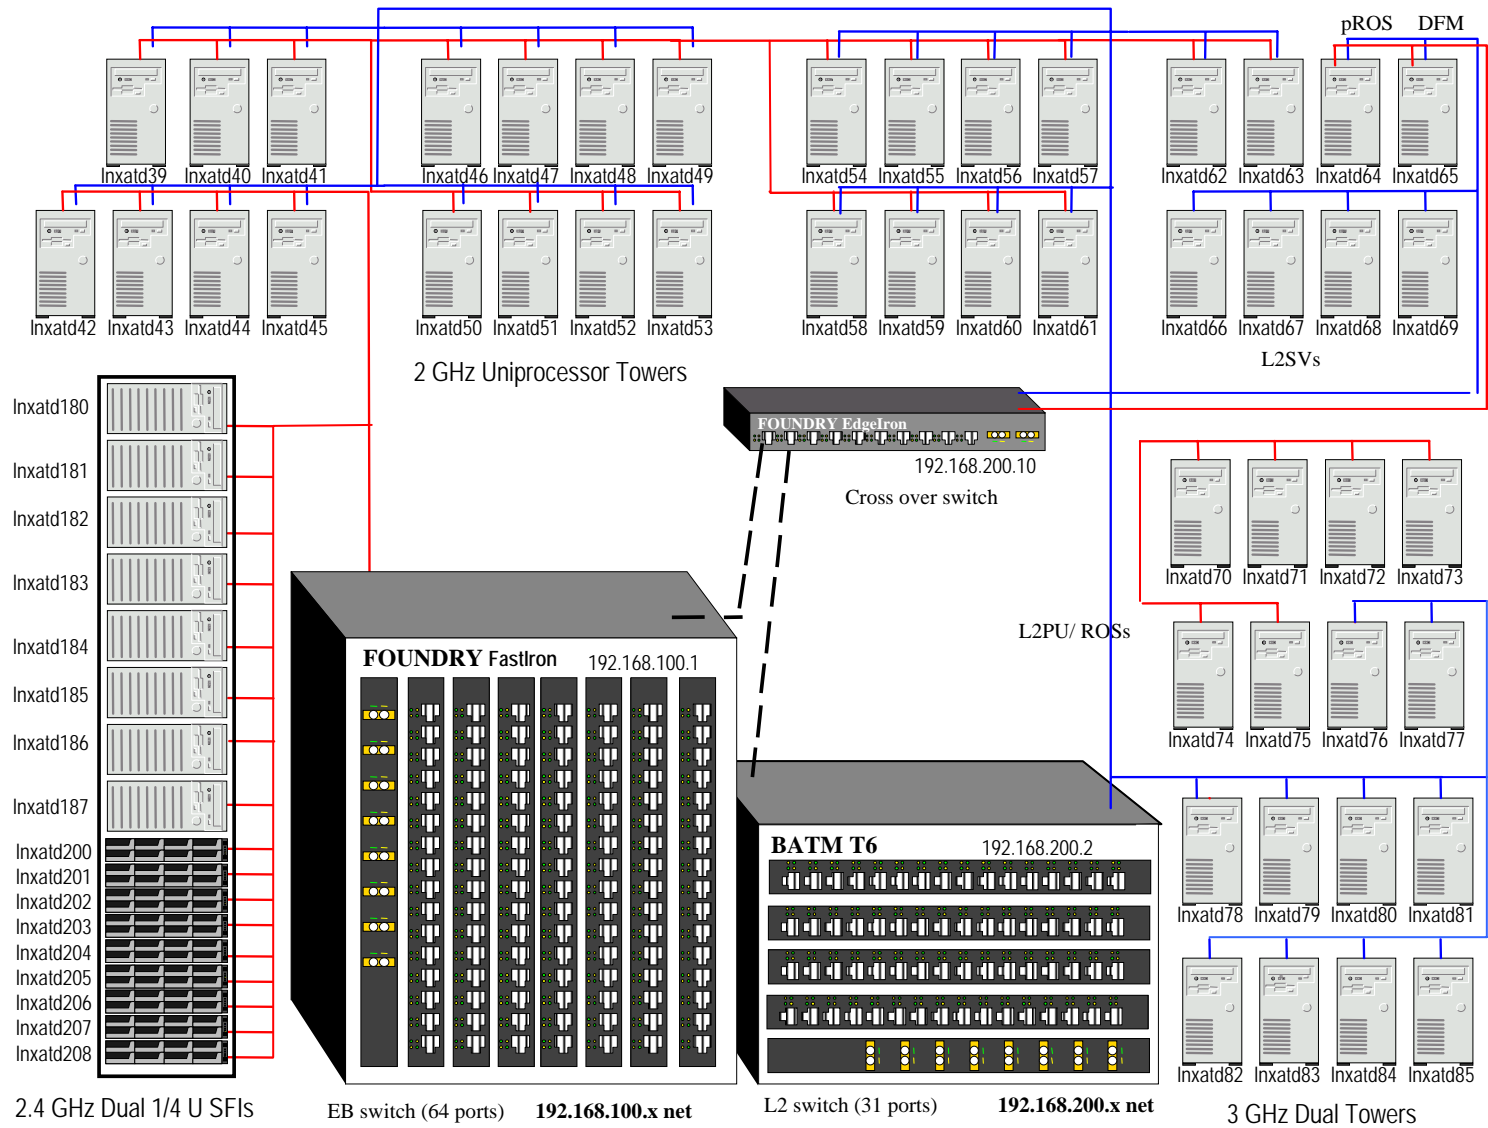 pROS DFM
lnxatd39 lnxatd40 lnxatd41 lnxatd46 lnxatd47 lnxatd48 lnxatd49 lnxatd54 lnxatd55 lnxatd56 lnxatd57 lnxatd62 lnxatd63 lnxatd64 lnxatd65
lnxatd42 lnxatd43 lnxatd44 lnxatd45 lnxatd50 lnxatd51 lnxatd52 lnxatd53 lnxatd58 lnxatd59 lnxatd60 lnxatd61 lnxatd66 lnxatd67 lnxatd68 lnxatd69
L2SVs
2 GHz Uniprocessor Towers
lnxatd180
FOUNDRY EdgeIron
192.168.200.10
lnxatd181
Cross over switch
lnxatd182
lnxatd70 lnxatd71 lnxatd72 lnxatd73
lnxatd183
L2PU/ ROSs
lnxatd184
FOUNDRY FastIron 192.168.100.1
lnxatd185
lnxatd74 lnxatd75 lnxatd76 lnxatd77
lnxatd186
lnxatd187
BATM T6 192.168.200.2
lnxatd200
lnxatd201
lnxatd202
lnxatd78 lnxatd79 lnxatd80 lnxatd81
lnxatd203
lnxatd204
lnxatd205
lnxatd206
lnxatd207
lnxatd208
lnxatd82 lnxatd83 lnxatd84 lnxatd85
2.4 GHz Dual 1/4 U SFIs
EB switch (64 ports) 192.168.100.x net
L2 switch (31 ports) 192.168.200.x net
3 GHz Dual Towers